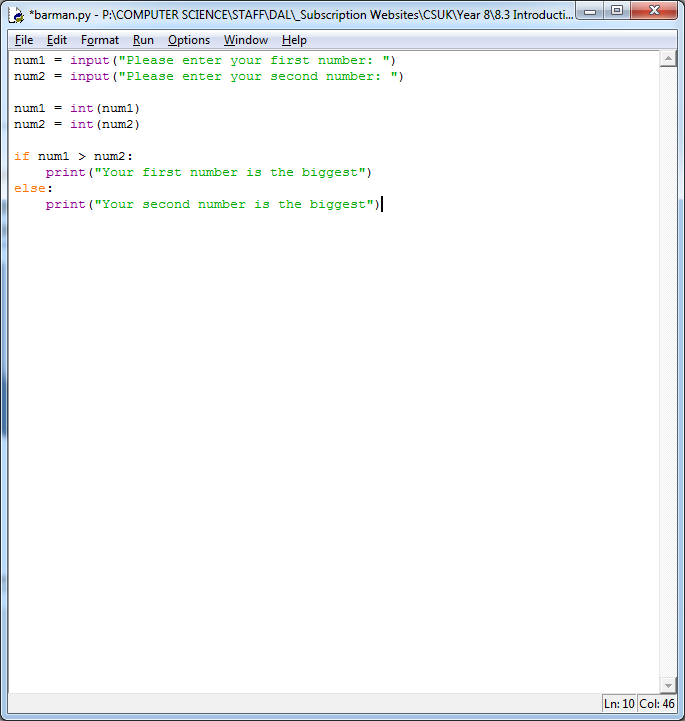 *barman.py - P:\COMPUTER SCIENCE\STAFF\DAL\_Subscription Websites\CSUK\Year 8\8.3 Introducti...
File Edit Format Run Options Window Help
num1 = input("Please enter your first number: ")
num2 = input("Please enter your second number: ")
num1 = int(num1)
num2 = int(num2)
if num1 > num2:
    print("Your first number is the biggest")
else:
    print("Your second number is the biggest")
Ln: 10 Col: 46